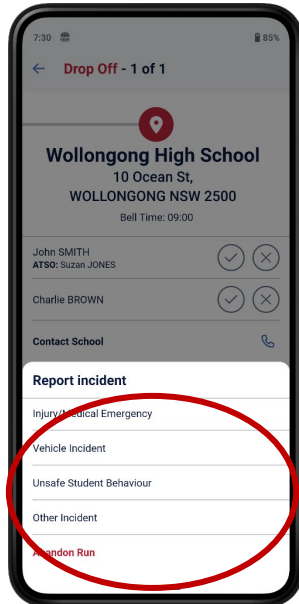 7:30
85%
Drop Off - 1 of 1
Wollongong High School
10 Ocean St,
WOLLONGONG NSW 2500
Bell Time: 09:00
John SMITH
ATSO: Suzan JONES
Charlie BROWN
Contact School
Report incident
Injury/Medical Emergency
Vehicle Incident
Unsafe Student Behaviour
Other Incident
Abandon Run